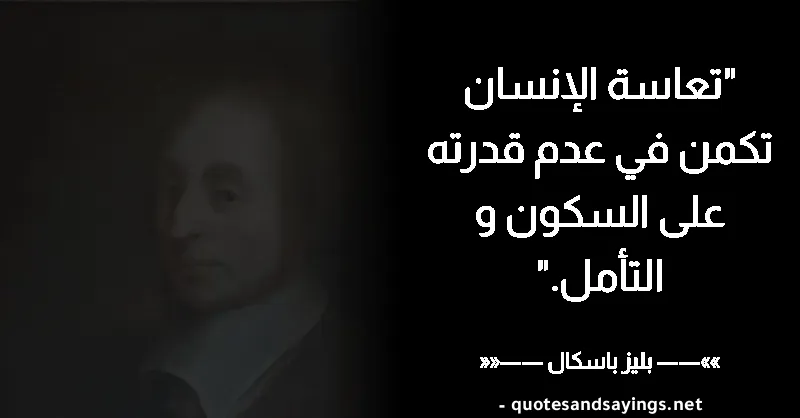 "تعاسة الإنسان
تكمن في عدم قدرته
على السكون و
التأمل."
»»—— بليز باسكال ——««
- quotesandsayings.net